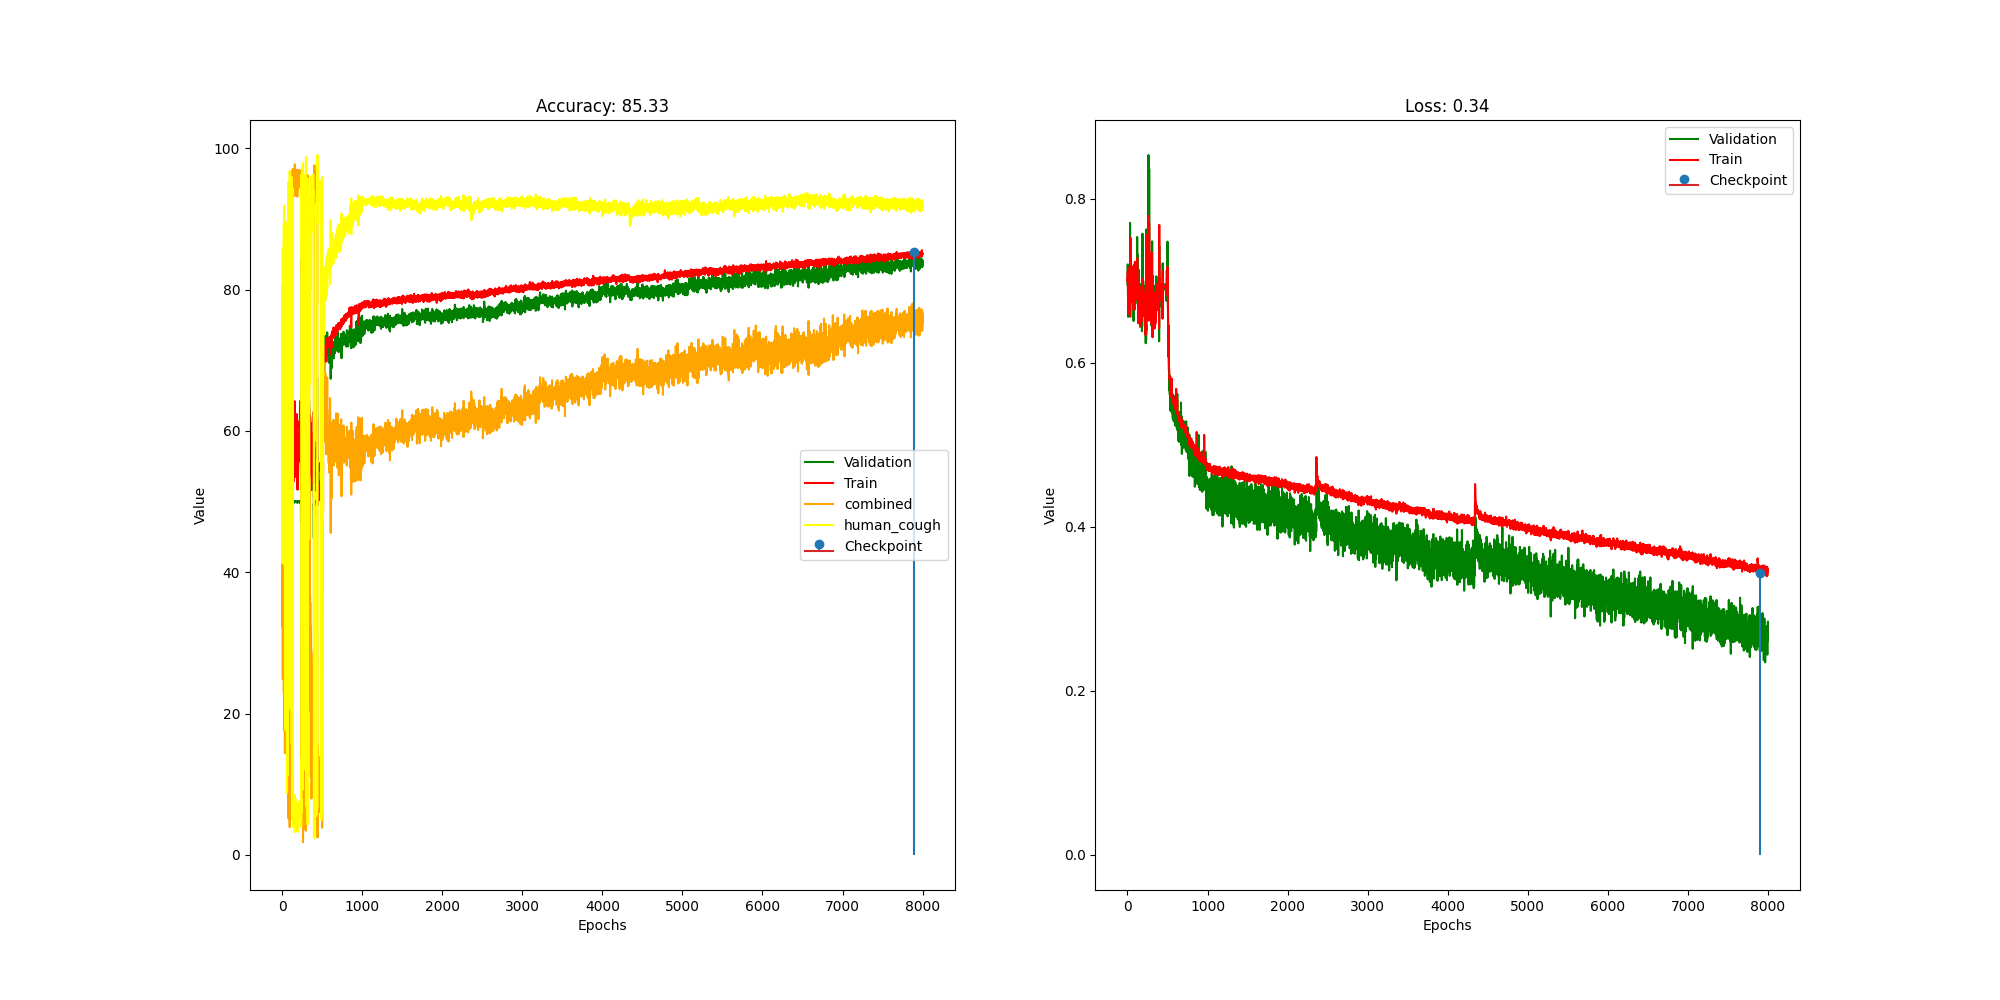 Accuracy: 85.33
100
80
60
40
20
0
Value
0 1000 2000 3000 4000 5000 6000 7000 8000
Epochs
Validation
Train
combined
human_cough
Checkpoint
Loss: 0.34
0.8
0.6
0.4
0.2
0.0
Value
0 1000 2000 3000 4000 5000 6000 7000 8000
Epochs
Validation
Train
Checkpoint